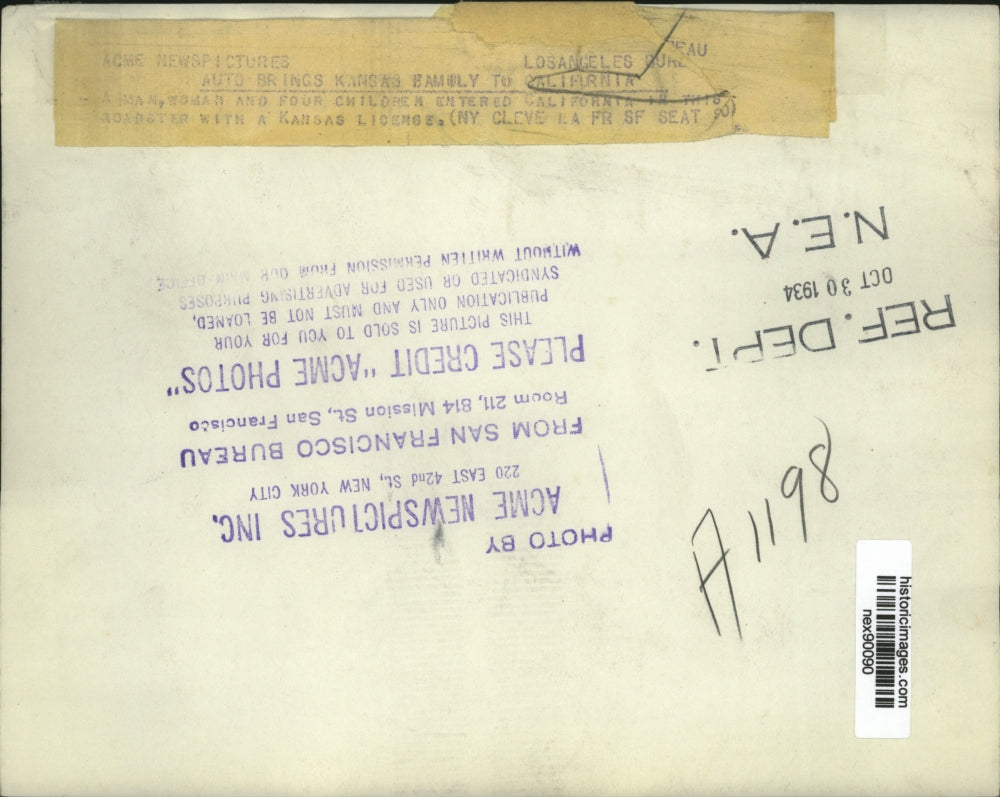 ACME NEWSPICTURES LOSANGELES BUREAU
AUTO BRINGS KANSAS FAMILY TO CALIFORNIA
A MAN, WOMAN AND FOUR CHILDREN ENTERED CALIFORNIA IN THIS
ROADSTER WITH A KANSAS LICENSE. (NY CLEVE LA FR SF SEAT
REF. DEPT.
OCT 30 1934
N.E.A.
PHOTO BY
ACME NEWSPICTURES INC.
220 EAST 42nd St, NEW YORK CITY
FROM SAN FRANCISCO BUREAU
Room 211, 814 Mission St, San Francisco
PLEASE CREDIT "ACME PHOTOS"
THIS PICTURE IS SOLD TO YOU FOR YOUR
PUBLICATION ONLY AND MUST NOT BE LOANED,
SYNDICATED OR USED FOR ADVERTISING PURPOSES
WITHOUT WRITTEN PERMISSION FROM OUR MAIN OFFICE
A 1198
historicimages.com
nex90090